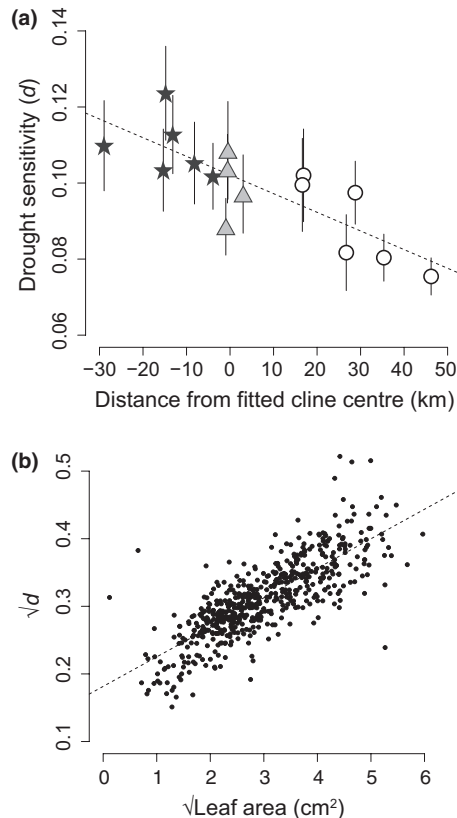 (a)
Drought sensitivity (d)
0.14
0.12
0.10
0.08
0.06
−30 −20 −10 0 10 20 30 40 50
Distance from fitted cline centre (km)
(b)
√d
0.5
0.4
0.3
0.2
0.1
0 1 2 3 4 5 6
√Leaf area (cm²)